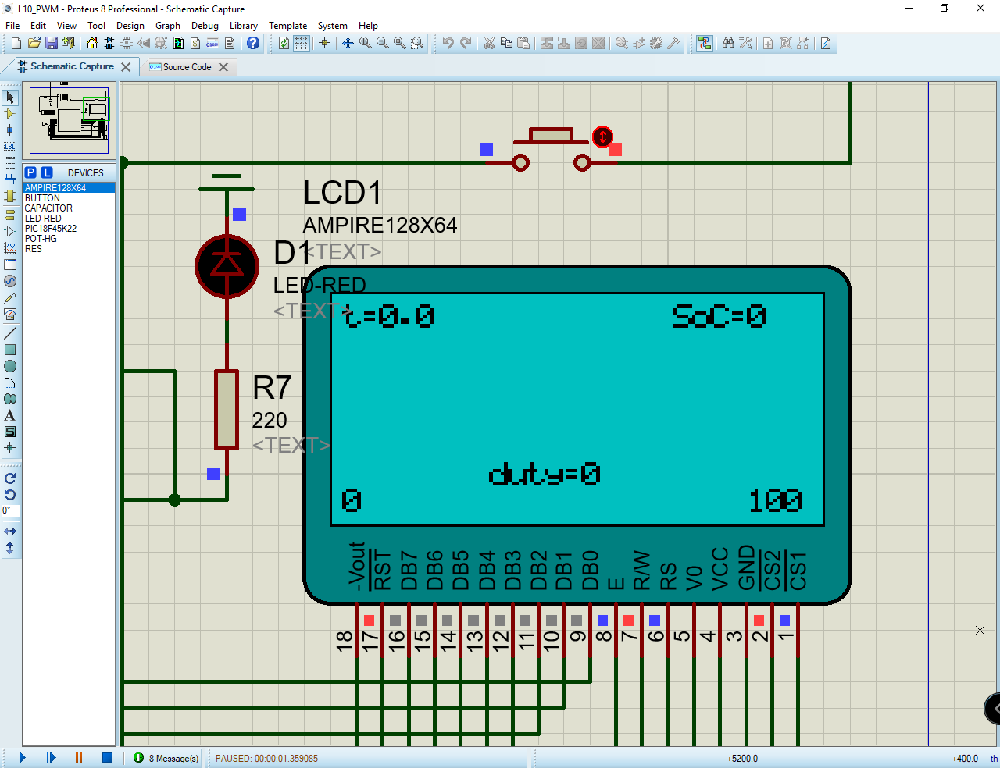 L10_PWM - Proteus 8 Professional - Schematic Capture
File Edit View Tool Design Graph Debug Library Template System Help
Schematic Capture
Source Code
LBL
P L DEVICES
AMPIRE128X64
BUTTON
CAPACITOR
LED-RED
PIC18F45K22
POT-HG
RES
A
S
0°
LCD1
AMPIRE128X64
<TEXT>
D1
LED-RED
<TEXT>
t=0.0
SoC=0
R7
220
<TEXT>
duty=0
0
100
-Vout
RST
DB7
DB6
DB5
DB4
DB3
DB2
DB1
DB0
E
R/W
RS
V0
VCC
GND
CS2
CS1
18
17
16
15
14
13
12
11
10
9
8
7
6
5
4
3
2
1
8 Message(s)
PAUSED: 00:00:01.359085
+5200.0
+400.0
th